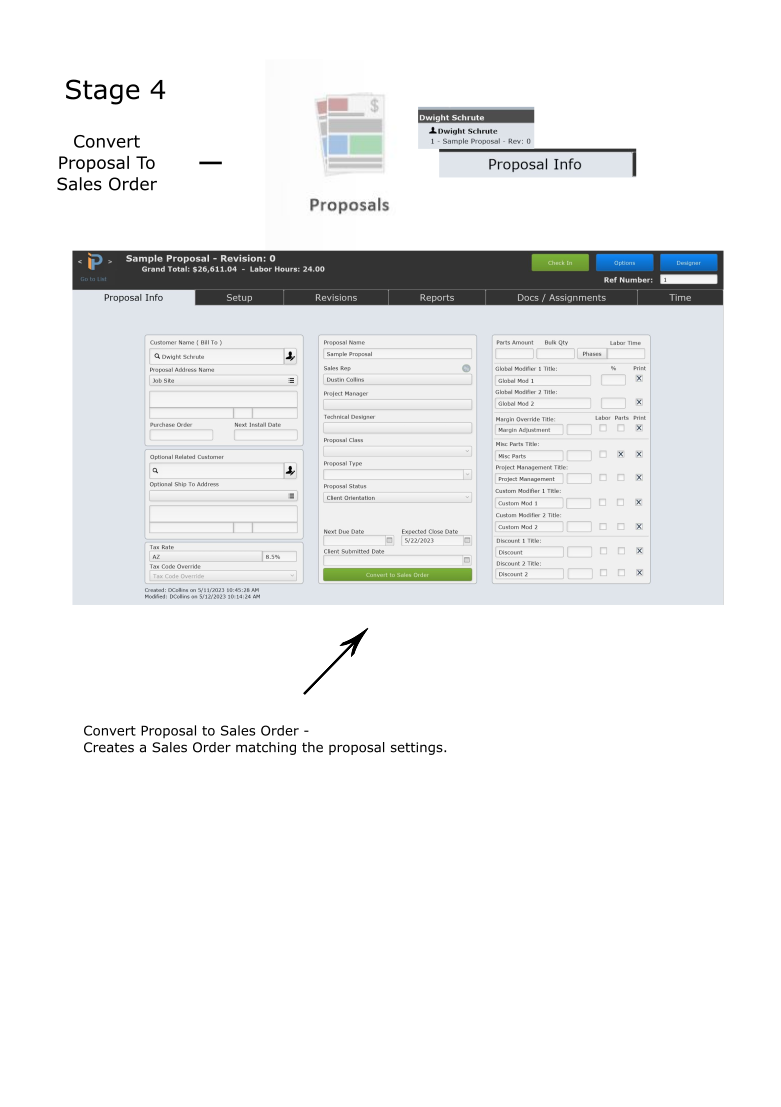 Stage 4
Convert
Proposal To
Sales Order
$
Proposals
Dwight Schrute
Dwight Schrute
1 - Sample Proposal - Rev: 0
Proposal Info
Sample Proposal - Revision: 0
Grand Total: $26,611.04 - Labor Hours: 24.00
< >
Go to List
Check In
Options
Designer
Ref Number: 1
Proposal Info Setup Revisions Reports Docs / Assignments Time
Customer Name ( Bill To )
Dwight Schrute
Proposal Address Name
Job Site
Purchase Order Next Install Date
Optional Related Customer
Optional Ship To Address
Tax Rate
AZ 8.5%
Tax Code Override
Tax Code Override
Created: DCollins on 5/11/2023 10:45:28 AM
Modified: DCollins on 5/12/2023 10:14:24 AM
Proposal Name
Sample Proposal
Sales Rep
Dustin Collins
Project Manager
Technical Designer
Proposal Class
Proposal Type
Proposal Status
Client Orientation
Next Due Date Expected Close Date
5/22/2023
Client Submitted Date
Convert to Sales Order
Parts Amount Bulk Qty Labor Time
Phases
Global Modifier 1 Title: % Print
Global Mod 1
Global Modifier 2 Title:
Global Mod 2
Margin Override Title: Labor Parts Print
Margin Adjustment
Misc Parts Title:
Misc Parts
Project Management Title:
Project Management
Custom Modifier 1 Title:
Custom Mod 1
Custom Modifier 2 Title:
Custom Mod 2
Discount 1 Title:
Discount
Discount 2 Title:
Discount 2
Convert Proposal to Sales Order -
Creates a Sales Order matching the proposal settings.